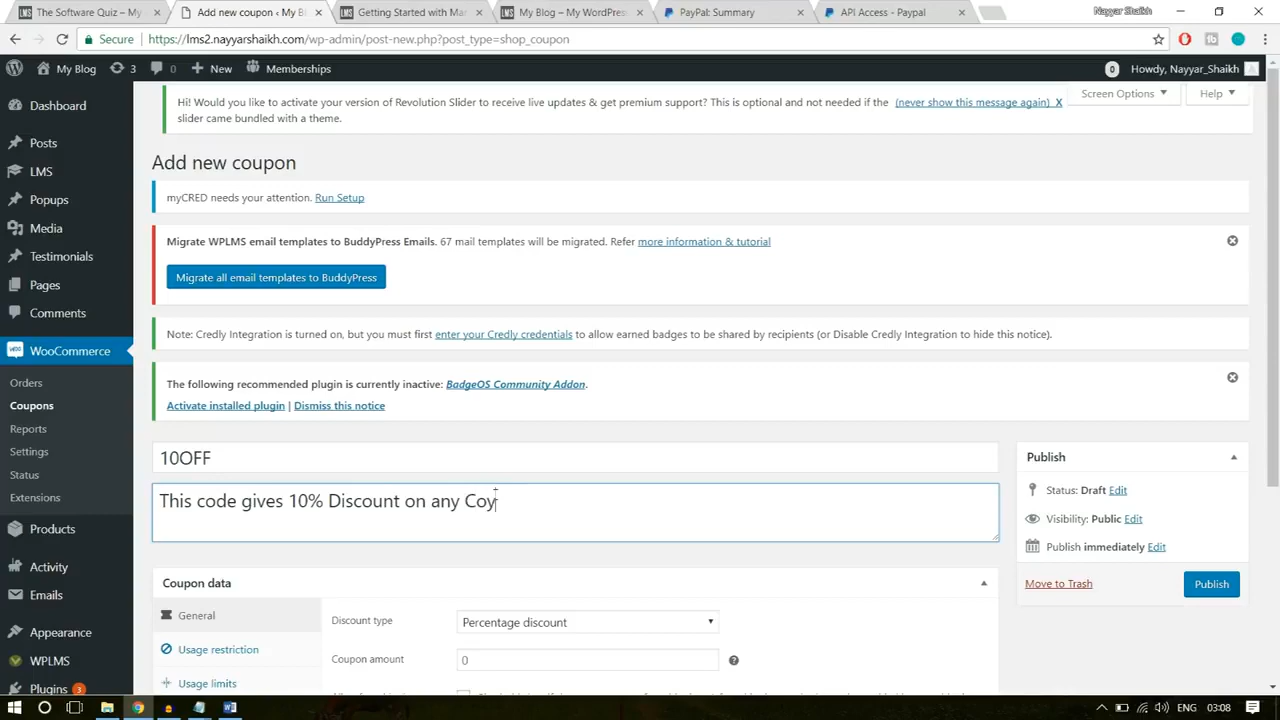 The Software Quiz – My
Add new coupon ‹ My Bl
Getting Started with Mar
My Blog – My WordPress
PayPal: Summary
API Access - Paypal
Nayyar Shaikh
Secure
https://lms2.nayyarshaikh.com/wp-admin/post-new.php?post_type=shop_coupon
My Blog
3
0
New
Memberships
0
Howdy, Nayyar_Shaikh
Dashboard
Posts
LMS
Popups
Media
Testimonials
Pages
Comments
WooCommerce
Orders
Coupons
Reports
Settings
Status
Extensions
Products
Activity
Emails
Appearance
WPLMS
Plugins 3
Hi! Would you like to activate your version of Revolution Slider to receive live updates & get premium support? This is optional and not needed if the
slider came bundled with a theme.
(never show this message again) X
Screen Options
Help
Add new coupon
myCRED needs your attention. Run Setup
Migrate WPLMS email templates to BuddyPress Emails. 67 mail templates will be migrated. Refer more information & tutorial
Migrate all email templates to BuddyPress
Note: Credly Integration is turned on, but you must first enter your Credly credentials to allow earned badges to be shared by recipients (or Disable Credly Integration to hide this notice).
The following recommended plugin is currently inactive: BadgeOS Community Addon.
Activate installed plugin | Dismiss this notice
10OFF
This code gives 10% Discount on any Coy
Publish
Status: Draft Edit
Visibility: Public Edit
Publish immediately Edit
Move to Trash
Publish
Coupon data
General
Usage restriction
Usage limits
Discount type
Percentage discount
Coupon amount
0
ENG
03:08